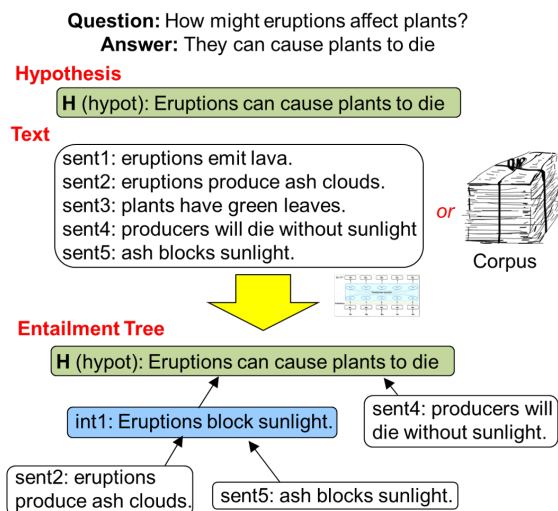 Question: How might eruptions affect plants?
Answer: They can cause plants to die
Hypothesis
H (hypot): Eruptions can cause plants to die
Text
sent1: eruptions emit lava.
sent2: eruptions produce ash clouds.
sent3: plants have green leaves.
sent4: producers will die without sunlight
sent5: ash blocks sunlight.
or
Corpus
Entailment Tree
H (hypot): Eruptions can cause plants to die
int1: Eruptions block sunlight.
sent4: producers will
die without sunlight.
sent2: eruptions
produce ash clouds.
sent5: ash blocks sunlight.